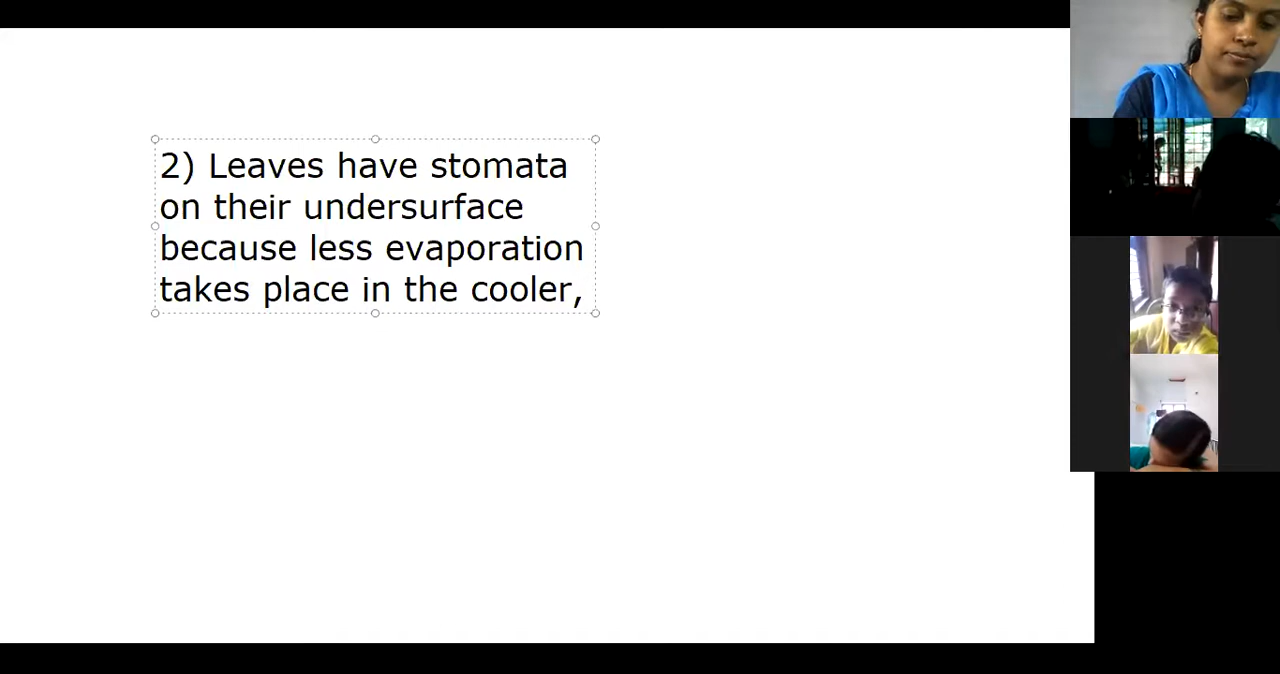 2) Leaves have stomata
on their undersurface
because less evaporation
takes place in the cooler,